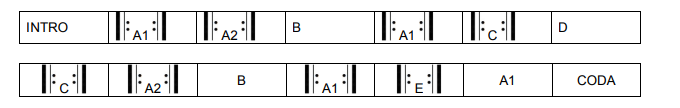 INTRO 𝄆 A1 𝄇 𝄆 A2 𝄇 B 𝄆 A1 𝄇 𝄆 C 𝄇 D
𝄆 C 𝄇 𝄆 A2 𝄇 B 𝄆 A1 𝄇 𝄆 E 𝄇 A1 CODA